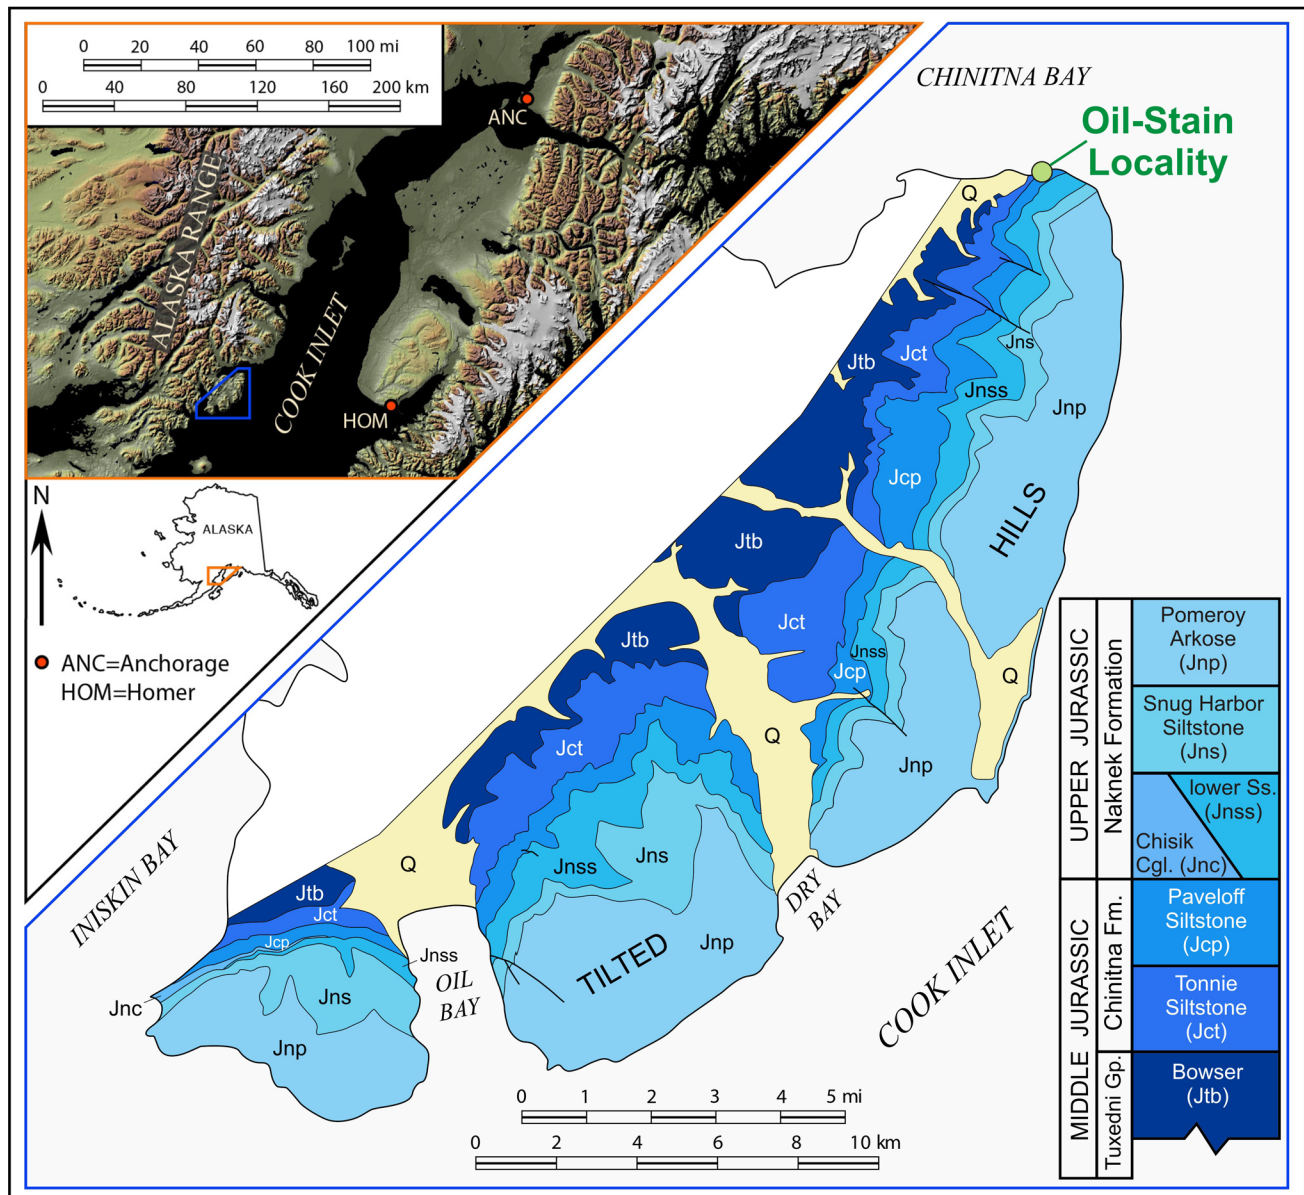 0 20 40 60 80 100 mi
0 40 80 120 160 200 km
ANC
ALASKA RANGE
COOK INLET
HOM
N
ALASKA
ANC=Anchorage
HOM=Homer
CHINITNA BAY
Oil-Stain
Locality
Q
Jns
Jtb
Jct
Jnss
Jnp
Jcp
HILLS
Jtb
Jct
Jtb
Jnss
Jcp
Q
Q
Jct
Jnp
Jns
Jnss
Q
Jnp
TILTED
DRY
BAY
INISKIN BAY
Jtb
Jct
Jcp
Jnss
OIL
BAY
Jns
Jnc
Jnp
COOK INLET
0 1 2 3 4 5 mi
0 2 4 6 8 10 km
UPPER JURASSIC
Naknek Formation
Pomeroy
Arkose
(Jnp)
Snug Harbor
Siltstone
(Jns)
lower Ss.
(Jnss)
Chisik
Cgl. (Jnc)
MIDDLE JURASSIC
Chinitna Fm.
Paveloff
Siltstone
(Jcp)
Tonnie
Siltstone
(Jct)
Tuxedni Gp.
Bowser
(Jtb)